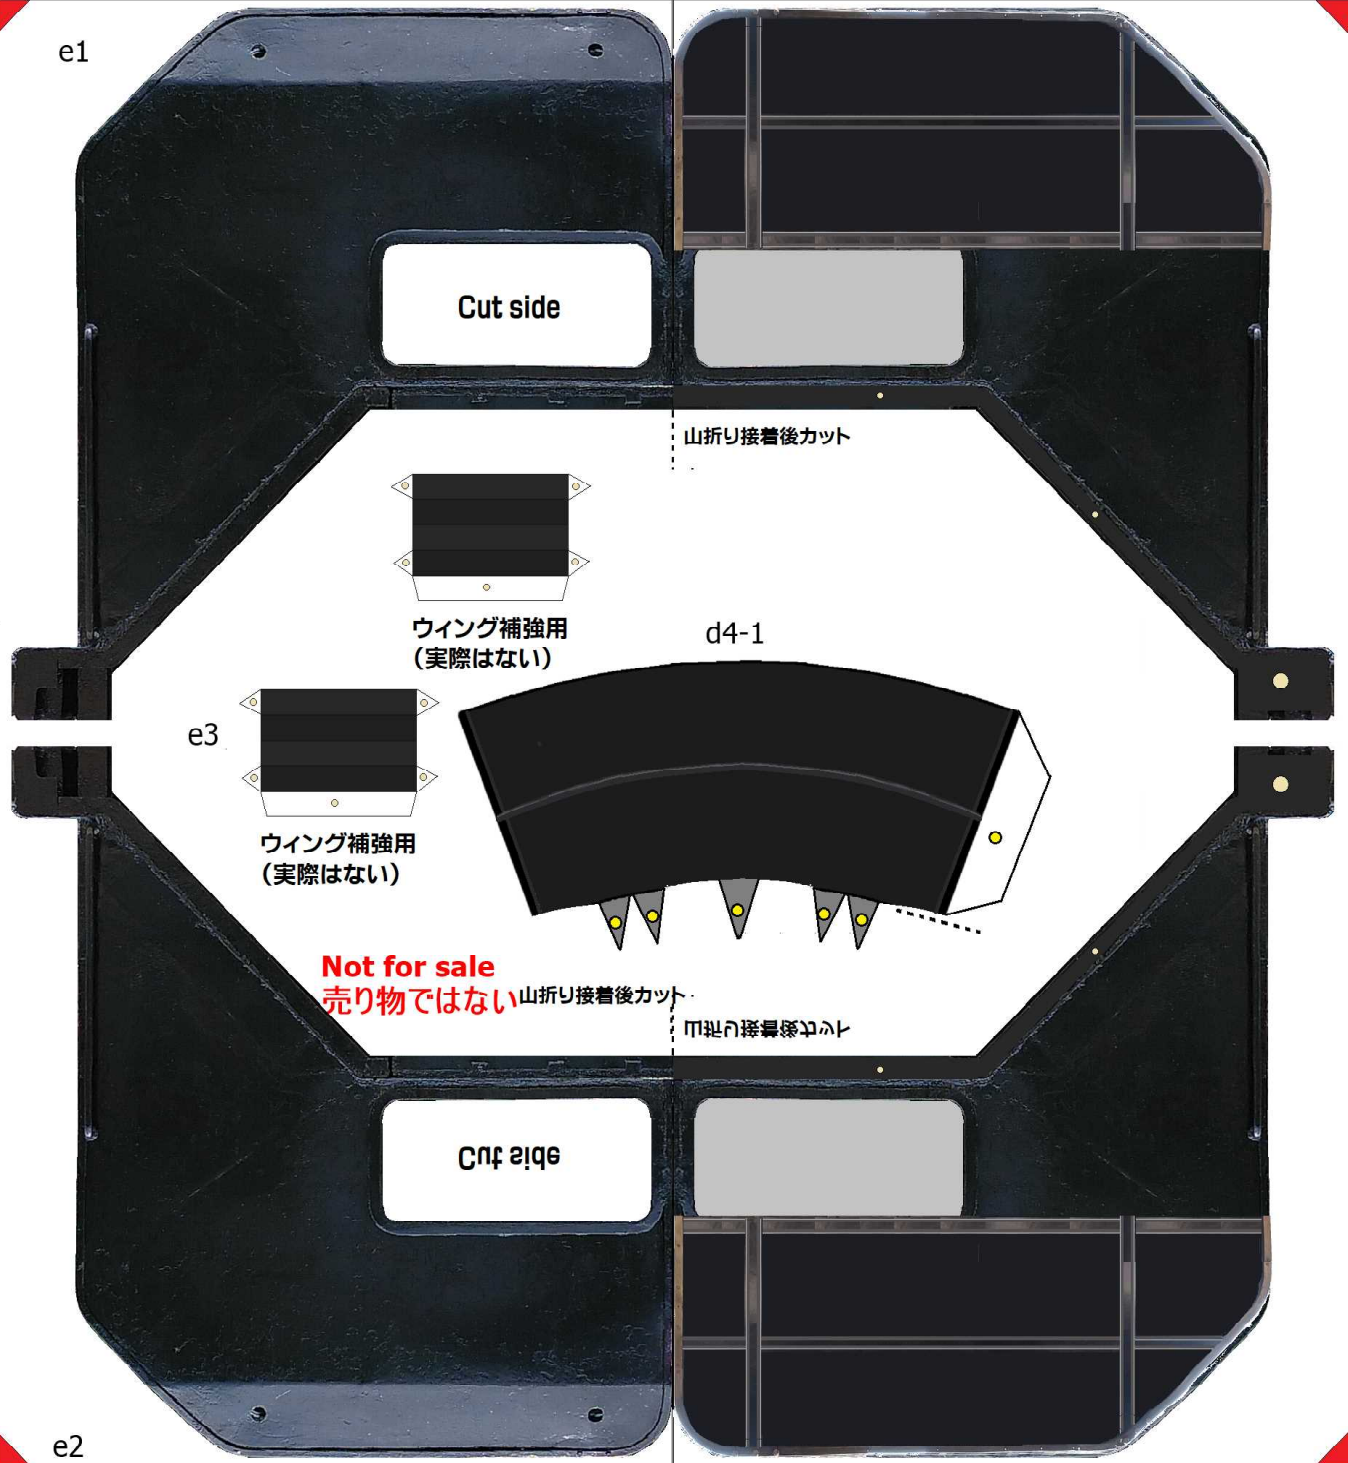 e1
Cut side
山折り接着後カット
ウィング補強用
（実際はない）
d4-1
e3
ウィング補強用
（実際はない）
Not for sale
売り物ではない
山折り接着後カット
山折り接着後カット
Cut side
e2